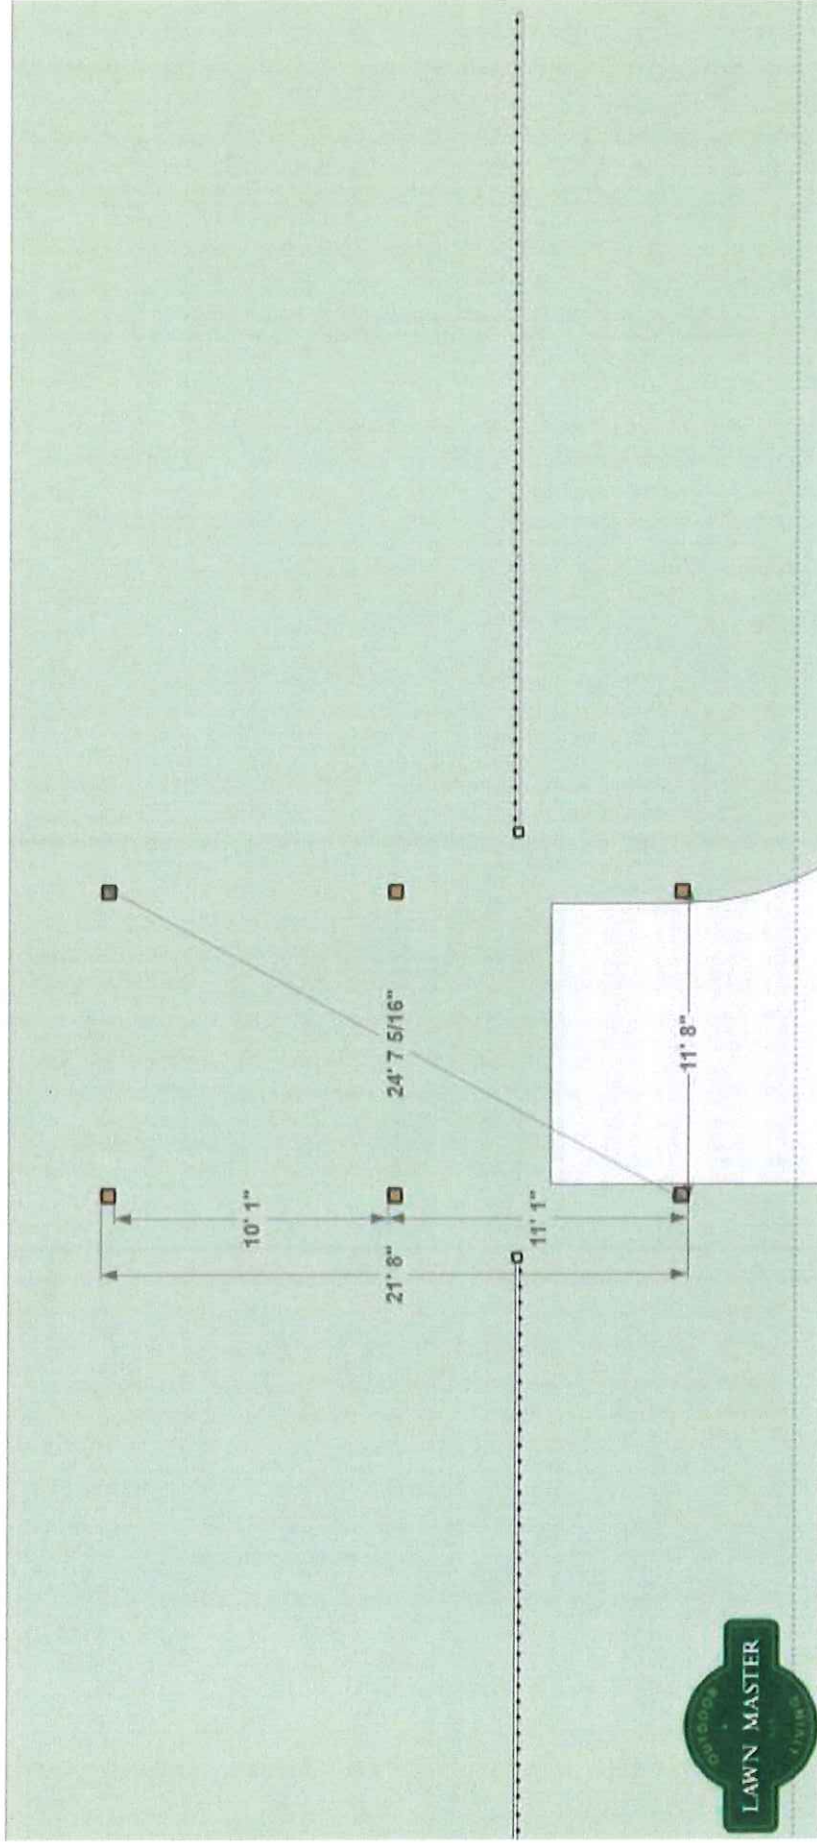 24' 7 5/16"
10' 1"
21' 8"
11' 1"
11' 8"
OUTDOOR
LAWN MASTER
LIVING